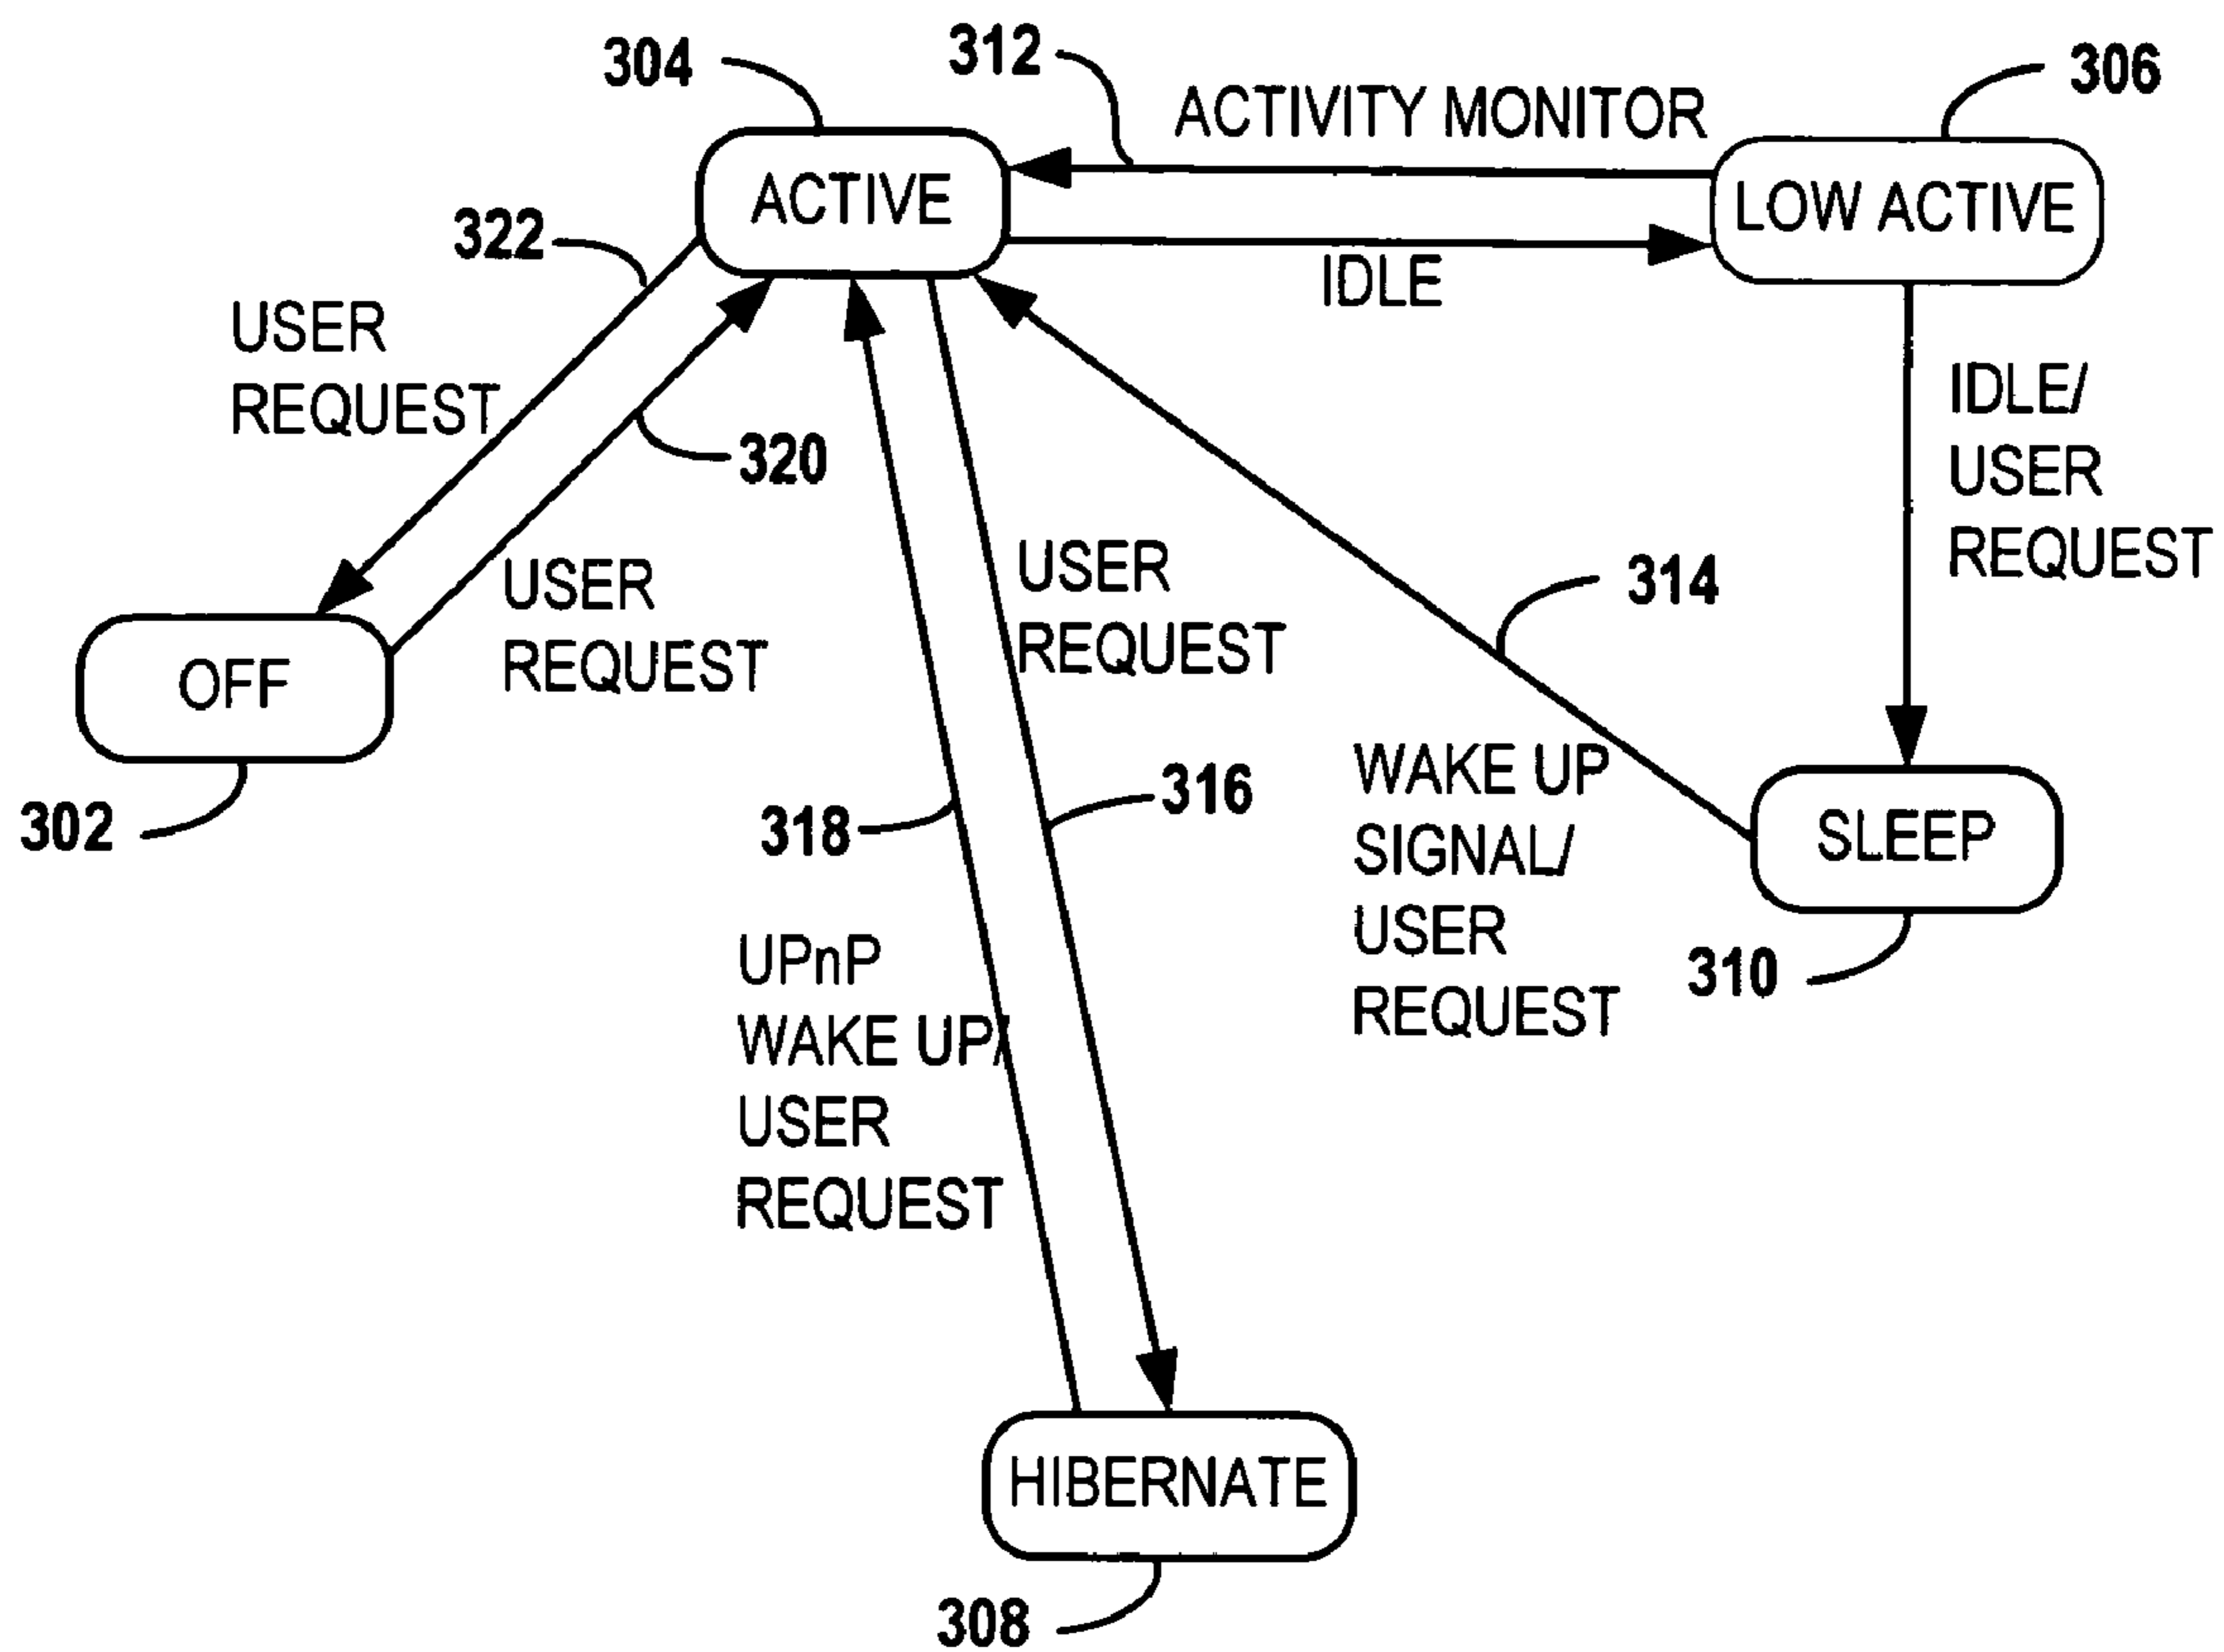 304
312
306
ACTIVITY MONITOR
ACTIVE
LOW ACTIVE
322
IDLE
USER
REQUEST
320
IDLE/
USER
REQUEST
USER
REQUEST
USER
REQUEST
314
OFF
302
318
316
WAKE UP
SIGNAL/
USER
REQUEST
SLEEP
310
UPnP
WAKE UP/
USER
REQUEST
HIBERNATE
308